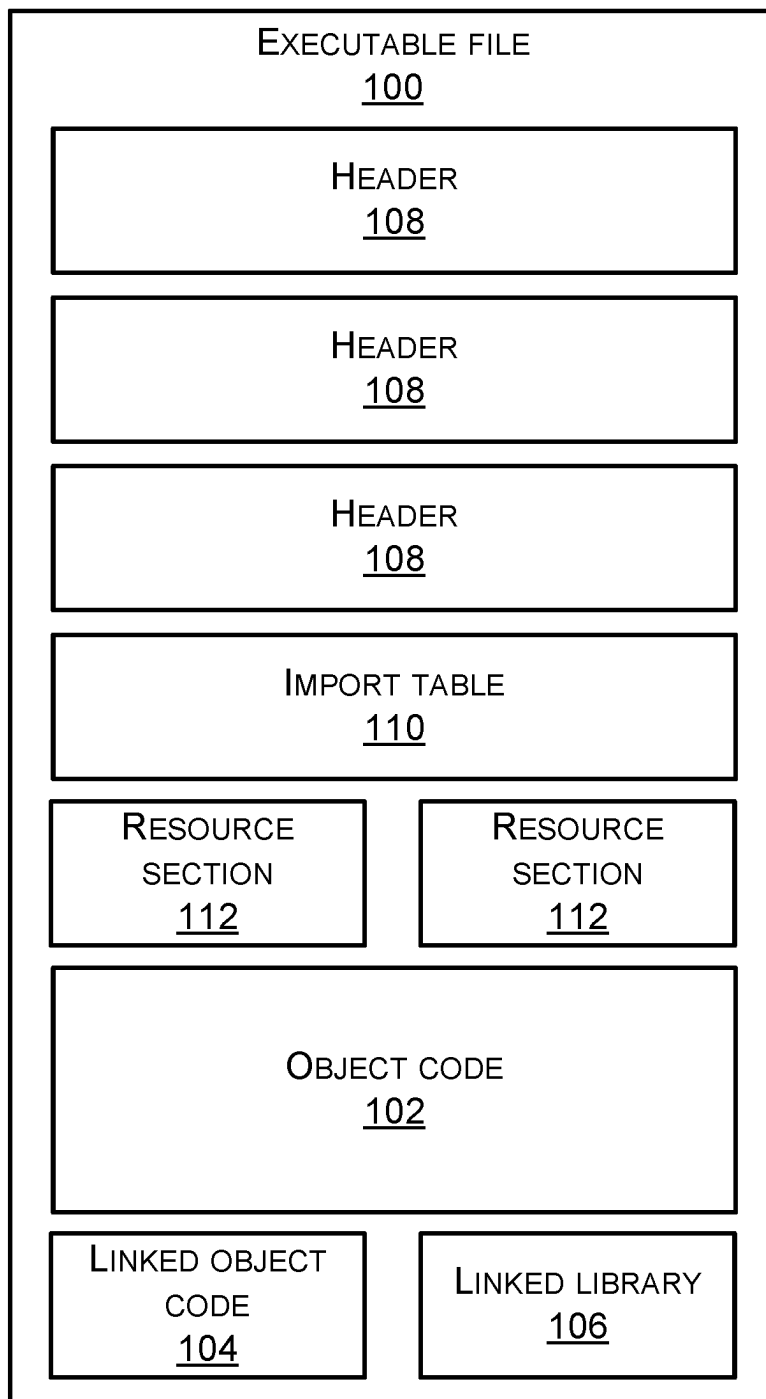 EXECUTABLE FILE
100
HEADER
108
HEADER
108
HEADER
108
IMPORT TABLE
110
RESOURCE
SECTION
112
RESOURCE
SECTION
112
OBJECT CODE
102
LINKED OBJECT
CODE
104
LINKED LIBRARY
106